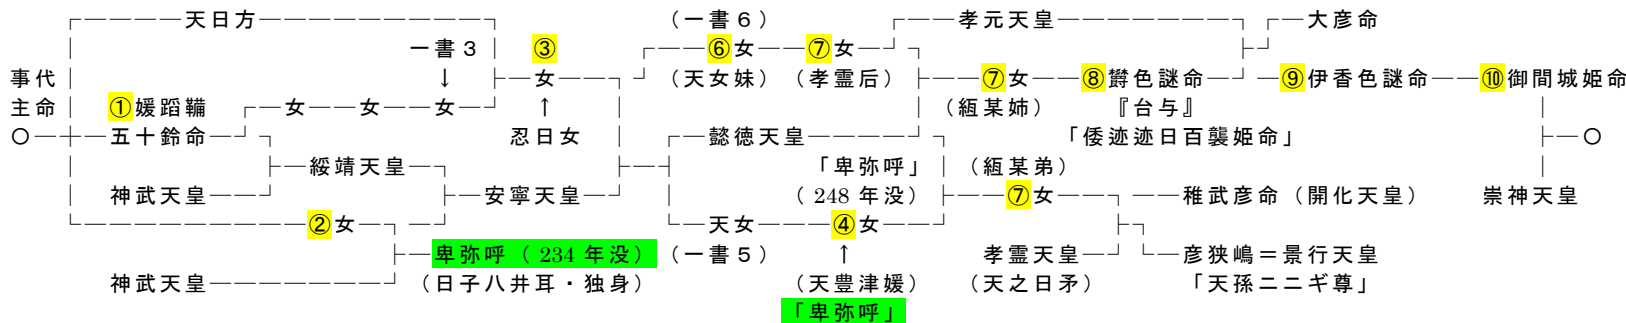 天日方 （一書６） 孝元天皇 大彦命
一書３ ③ ⑥女 ⑦女
事代 ↓ 女 （天女妹） （孝霊后） ⑦女 ⑧欝色謎命 ⑨伊香色謎命 ⑩御間城姫命
主命 ①媛蹈鞴 女 女 女 ↑ （絚某姉） 『台与』
〇 五十鈴命 忍日女 懿徳天皇 「倭迹迹日百襲姫命」 〇
綏靖天皇 「卑弥呼」 （絚某弟）
神武天皇 安寧天皇 （248 年没） ⑦女 稚武彦命（開化天皇） 崇神天皇
②女 天女 ④女
卑弥呼（ 234 年没） （一書５） ↑ 孝霊天皇 彦狭嶋＝景行天皇
神武天皇 （日子八井耳・独身） （天豊津媛） （天之日矛） 「天孫ニニギ尊」
「卑弥呼」